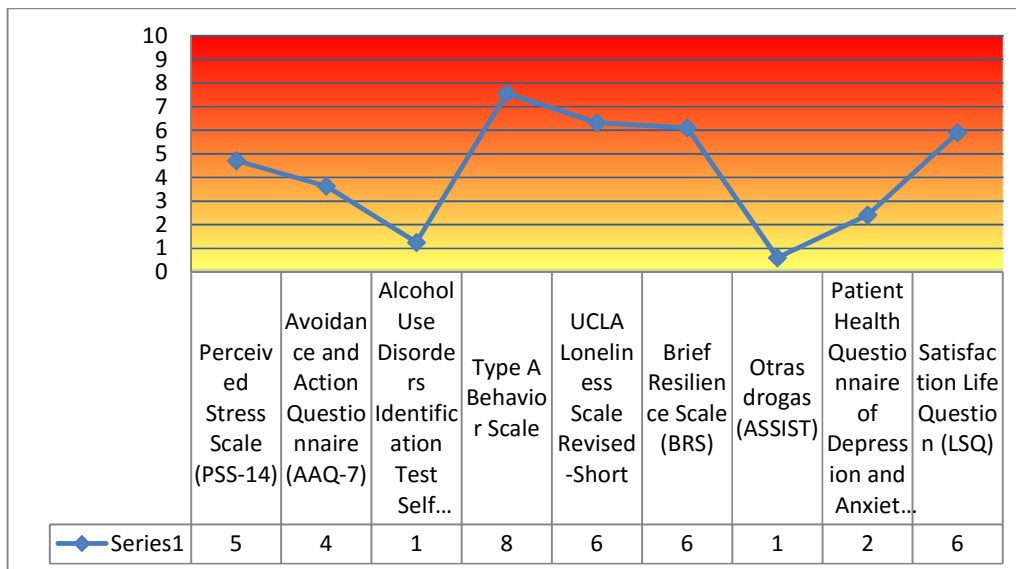 10
9
8
7
6
5
4
3
2
1
0
Perceiv
ed
Stress
Scale
(PSS-14)
Avoidan
ce and
Action
Questio
nnaire
(AAQ-7)
Alcohol
Use
Disorde
rs
Identific
ation
Test
Self...
Type A
Behavio
r Scale
UCLA
Lonelin
ess
Scale
Revised
-Short
Brief
Resilien
ce Scale
(BRS)
Otras
drogas
(ASSIST)
Patient
Health
Questio
nnaire
of
Depress
ion and
Anxiet...
Satisfac
tion Life
Questio
n (LSQ)
Series1 5 4 1 8 6 6 1 2 6